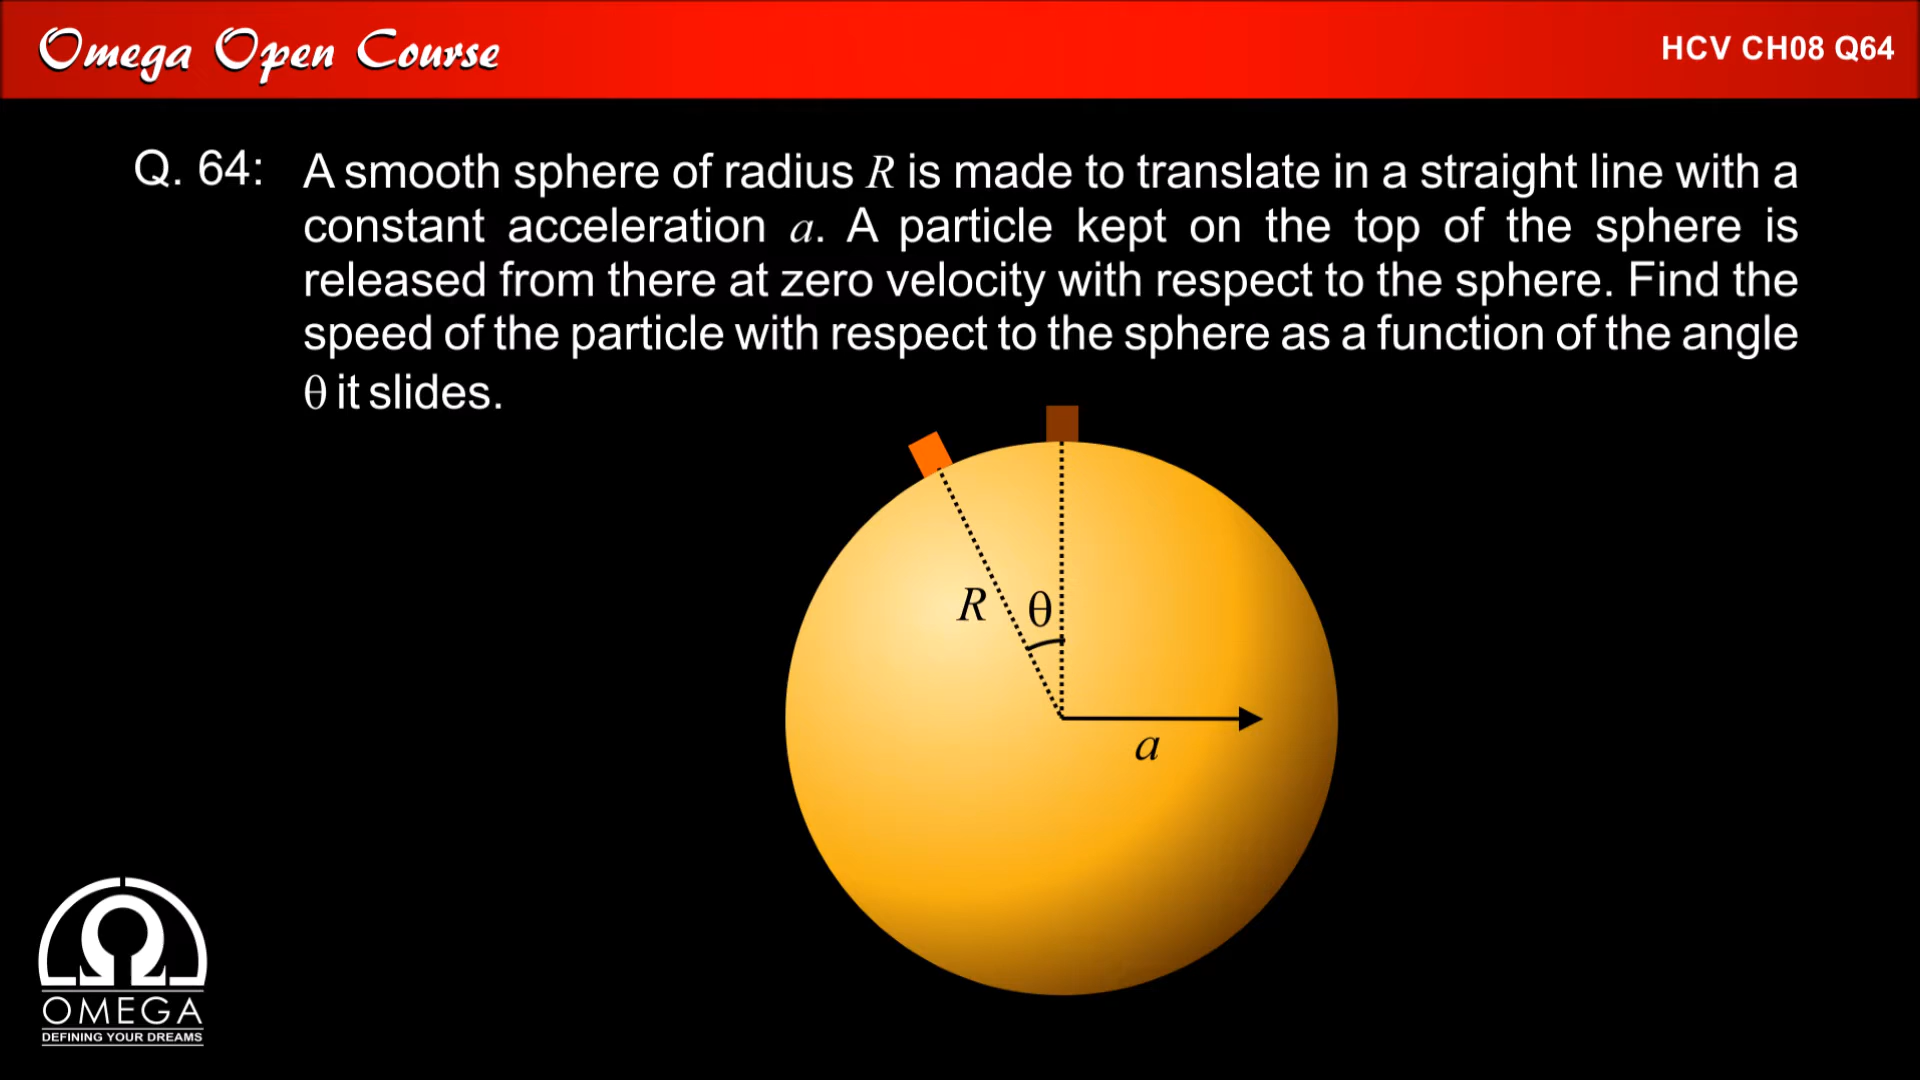 Omega Open Course
HCV CH08 Q64
Q. 64: A smooth sphere of radius R is made to translate in a straight line with a
constant acceleration a. A particle kept on the top of the sphere is
released from there at zero velocity with respect to the sphere. Find the
speed of the particle with respect to the sphere as a function of the angle
θ it slides.
R θ
a
OMEGA
DEFINING YOUR DREAMS